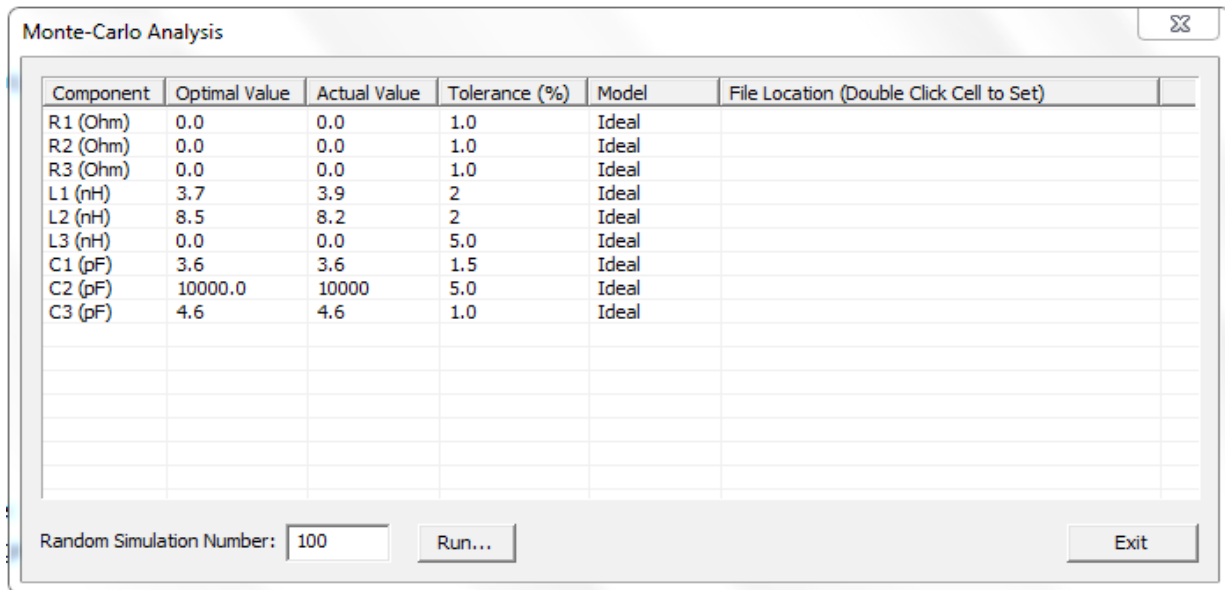 Monte-Carlo Analysis
Component Optimal Value Actual Value Tolerance (%) Model File Location (Double Click Cell to Set)
R1 (Ohm) 0.0 0.0 1.0 Ideal
R2 (Ohm) 0.0 0.0 1.0 Ideal
R3 (Ohm) 0.0 0.0 1.0 Ideal
L1 (nH) 3.7 3.9 2 Ideal
L2 (nH) 8.5 8.2 2 Ideal
L3 (nH) 0.0 0.0 5.0 Ideal
C1 (pF) 3.6 3.6 1.5 Ideal
C2 (pF) 10000.0 10000 5.0 Ideal
C3 (pF) 4.6 4.6 1.0 Ideal
Random Simulation Number: 100 Run... Exit